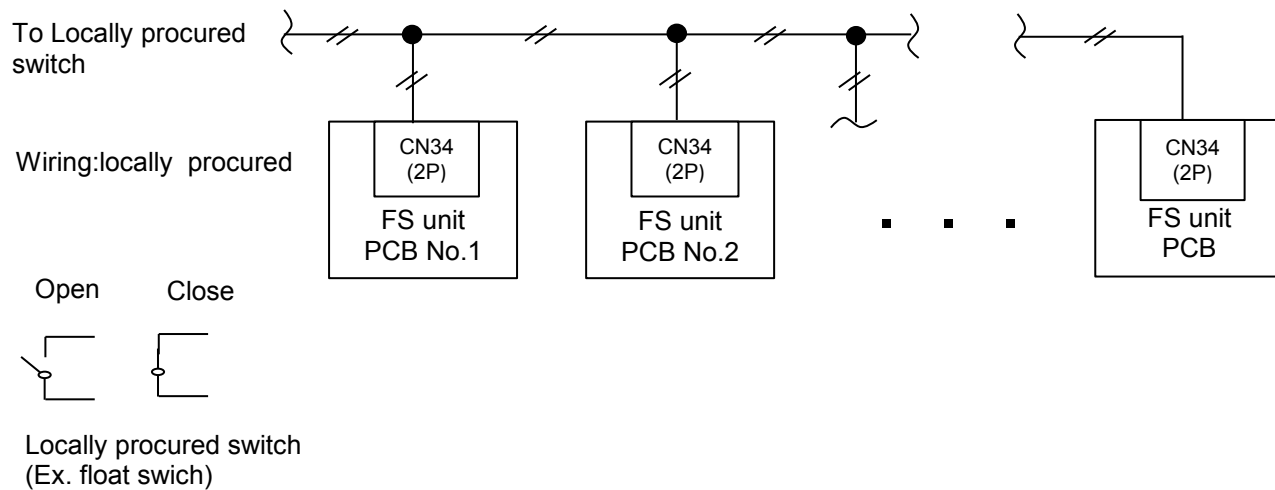 To Locally procured
switch
Wiring:locally procured
CN34
(2P)
FS unit
PCB No.1
CN34
(2P)
FS unit
PCB No.2
CN34
(2P)
FS unit
PCB
Open Close
Locally procured switch
(Ex. float swich)